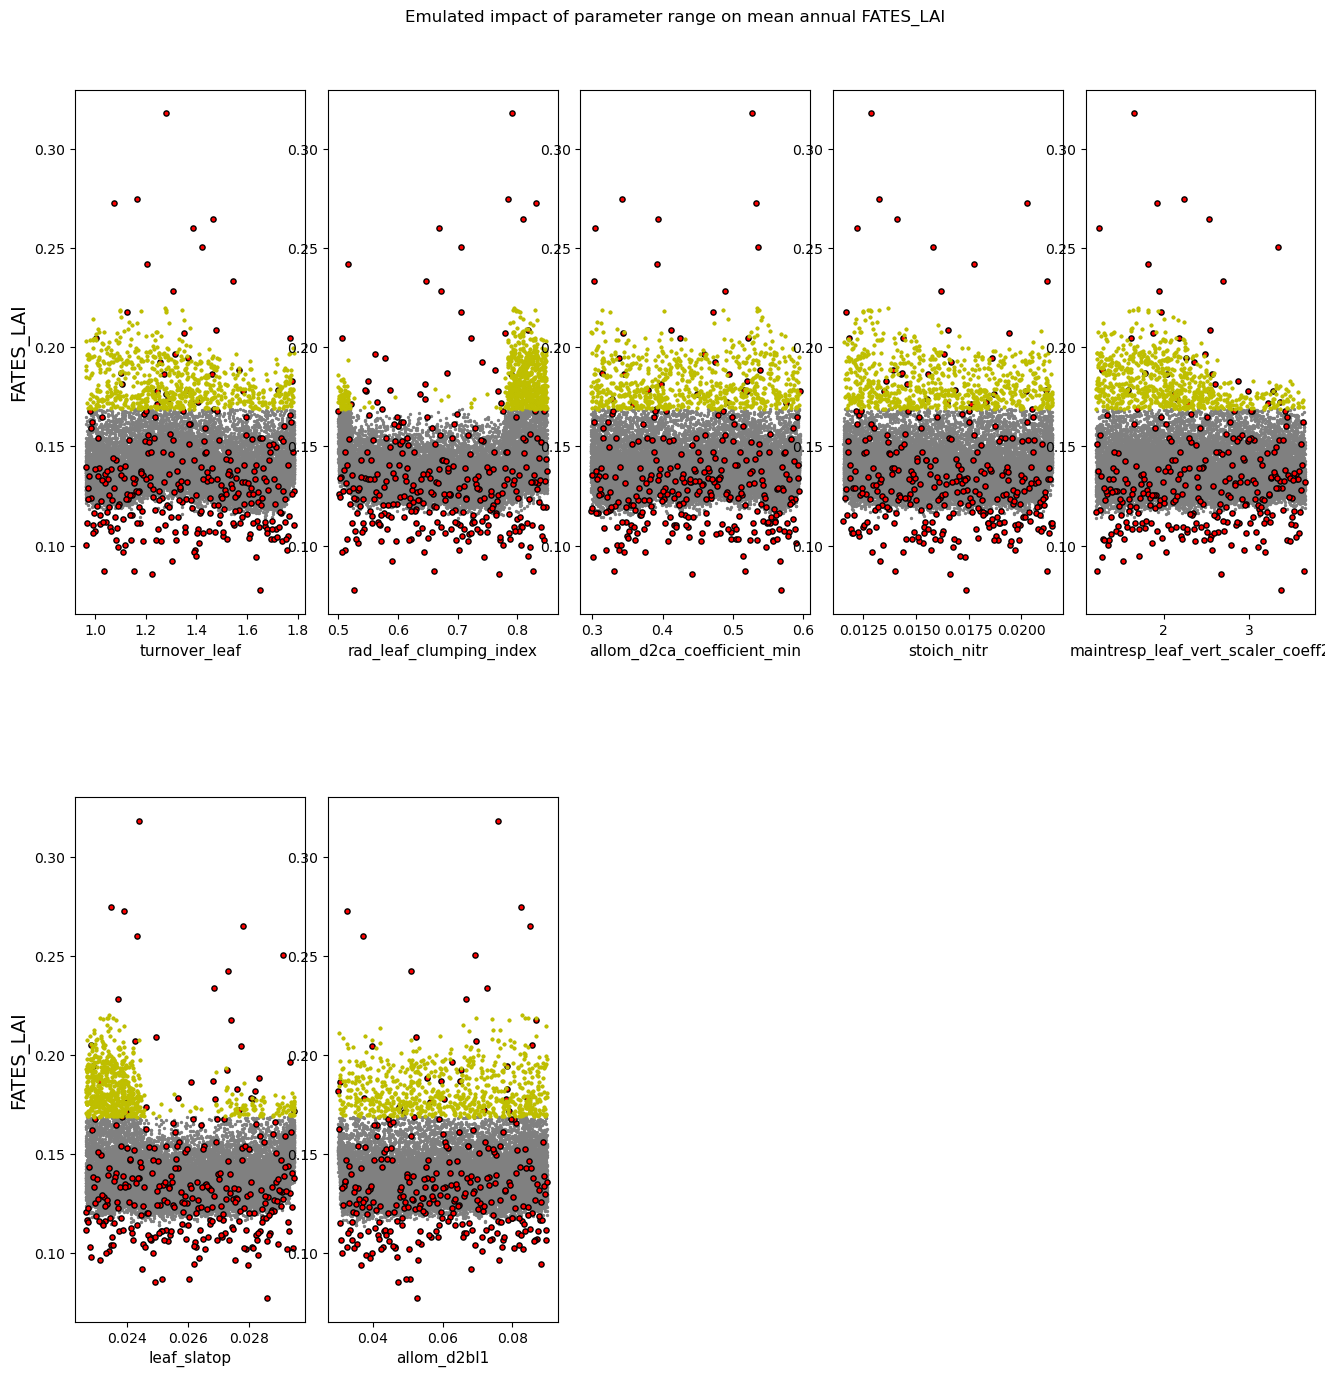 Emulated impact of parameter range on mean annual FATES_LAI
FATES_LAI
0.30
0.25
0.20
0.15
0.10
1.0 1.2 1.4 1.6 1.8
turnover_leaf
0.30
0.25
0.20
0.15
0.10
0.5 0.6 0.7 0.8
rad_leaf_clumping_index
0.30
0.25
0.20
0.15
0.10
0.3 0.4 0.5 0.6
allom_d2ca_coefficient_min
0.30
0.25
0.20
0.15
0.10
0.0125 0.0150 0.0175 0.0200
stoich_nitr
0.30
0.25
0.20
0.15
0.10
2 3
maintresp_leaf_vert_scaler_coeff2
FATES_LAI
0.30
0.25
0.20
0.15
0.10
0.024 0.026 0.028
leaf_slatop
0.30
0.25
0.20
0.15
0.10
0.04 0.06 0.08
allom_d2bl1